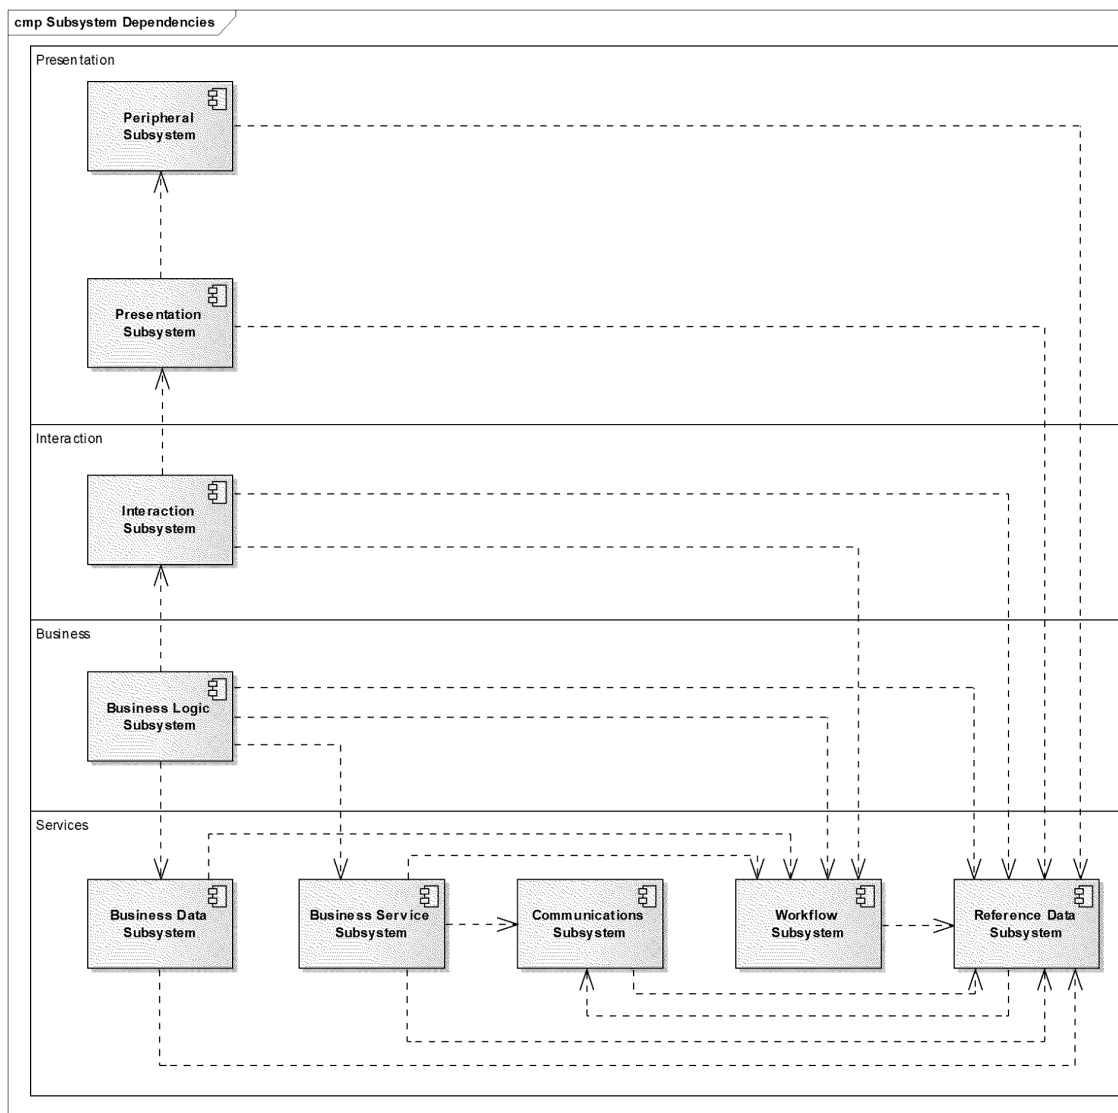 cmp Subsystem Dependencies
Presentation
Peripheral
Subsystem
Presentation
Subsystem
Interaction
Interaction
Subsystem
Business
Business Logic
Subsystem
Services
Business Data
Subsystem
Business Service
Subsystem
Communications
Subsystem
Workflow
Subsystem
Reference Data
Subsystem